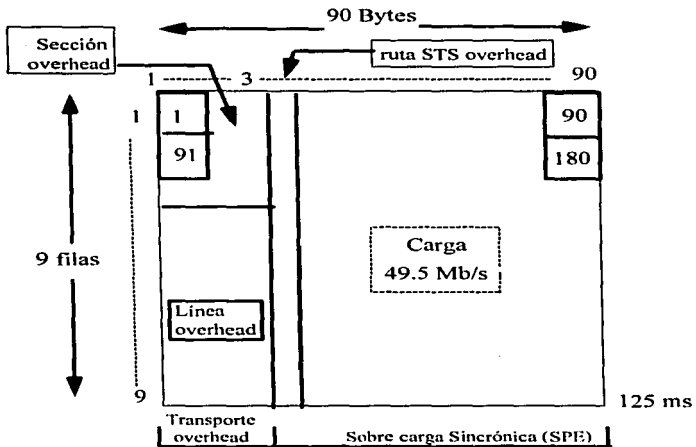 90 Bytes
Sección
overhead
ruta STS overhead
1
3
90
1
1
90
91
180
9 filas
Carga
49.5 Mb/s
Línea
overhead
9
125 ms
Transporte
overhead
Sobre carga Sincrónica (SPE)